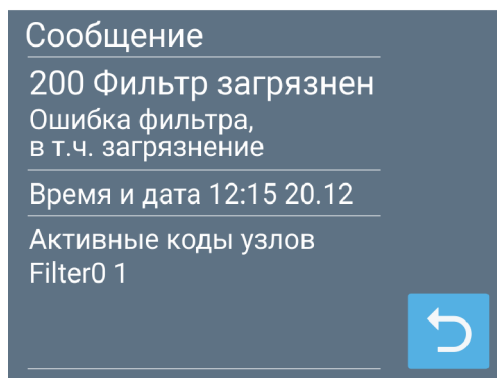 Сообщение
200 Фильтр загрязнен
Ошибка фильтра,
в т.ч. загрязнение
Время и дата 12:15 20.12
Активные коды узлов
Filter0 1